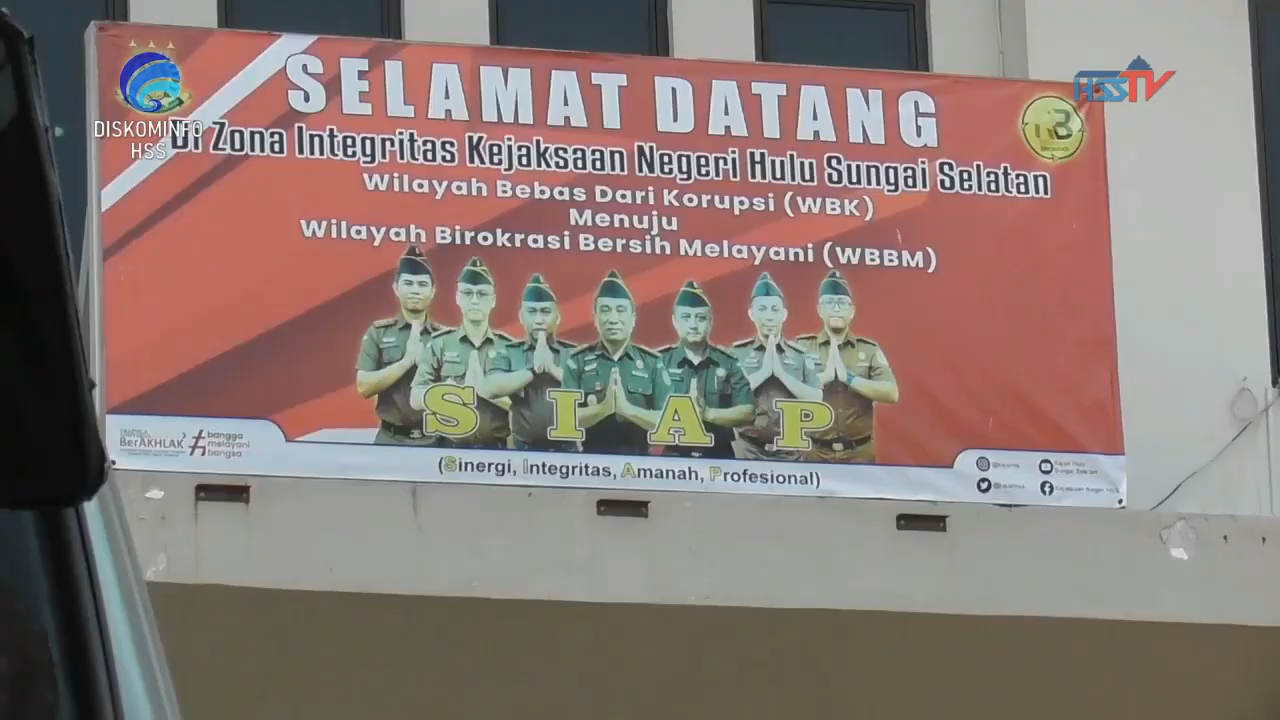 SELAMAT DATANG
DISKOMINFO
HSS
HSSTV
Di Zona Integritas Kejaksaan Negeri Hulu Sungai Selatan
Wilayah Bebas Dari Korupsi (WBK)
Menuju
Wilayah Birokrasi Bersih Melayani (WBBM)
S I A P
BerAKHLAK
#bangga
melayani
bangsa
(Sinergi, Integritas, Amanah, Profesional)